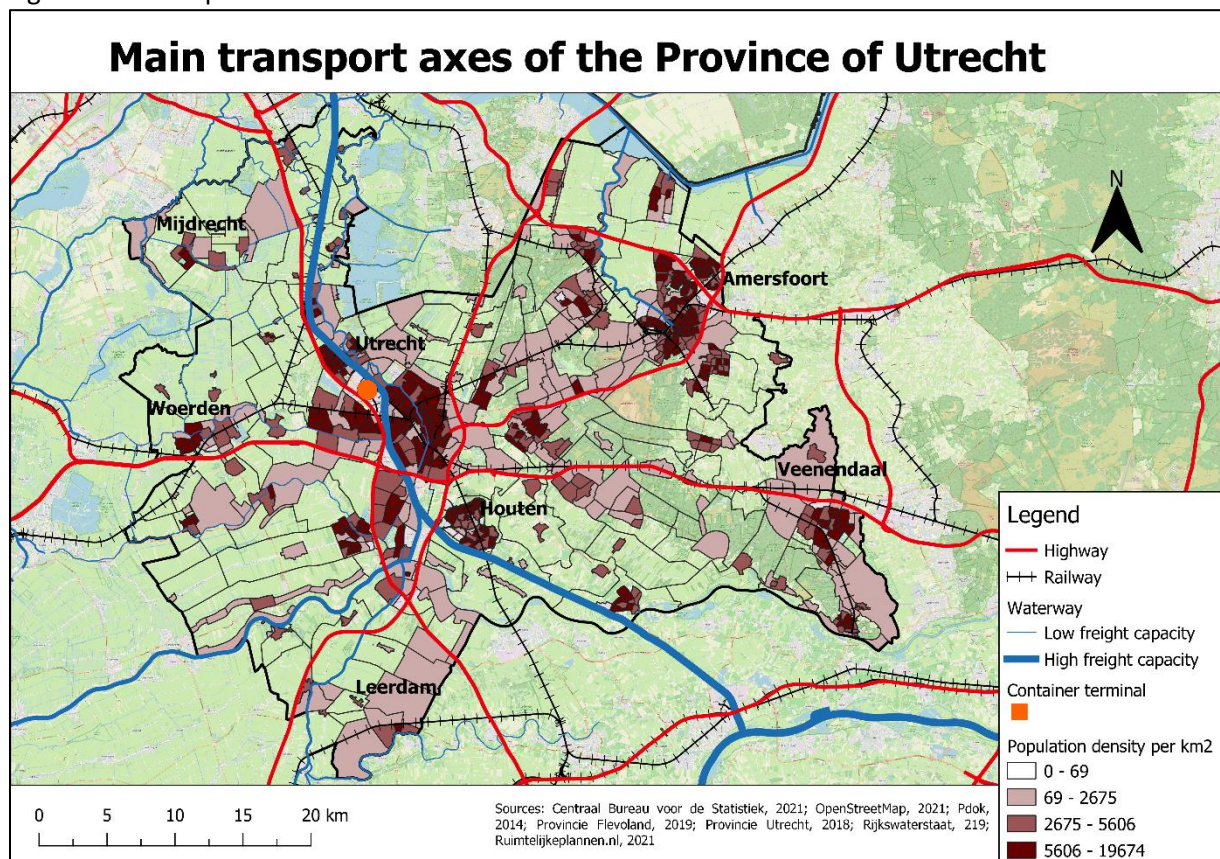 Main transport axes of the Province of Utrecht
N
Mijdrecht
Amersfoort
Utrecht
Woerden
Veenendaal
Houten
Leerdam
Legend
Highway
Railway
Waterway
Low freight capacity
High freight capacity
Container terminal
Population density per km2
0 - 69
69 - 2675
2675 - 5606
5606 - 19674
0 5 10 15 20 km
Sources: Centraal Bureau voor de Statistiek, 2021; OpenStreetMap, 2021; Pdok,
2014; Provincie Flevoland, 2019; Provincie Utrecht, 2018; Rijkswaterstaat, 219;
Ruimtelijkeplannen.nl, 2021